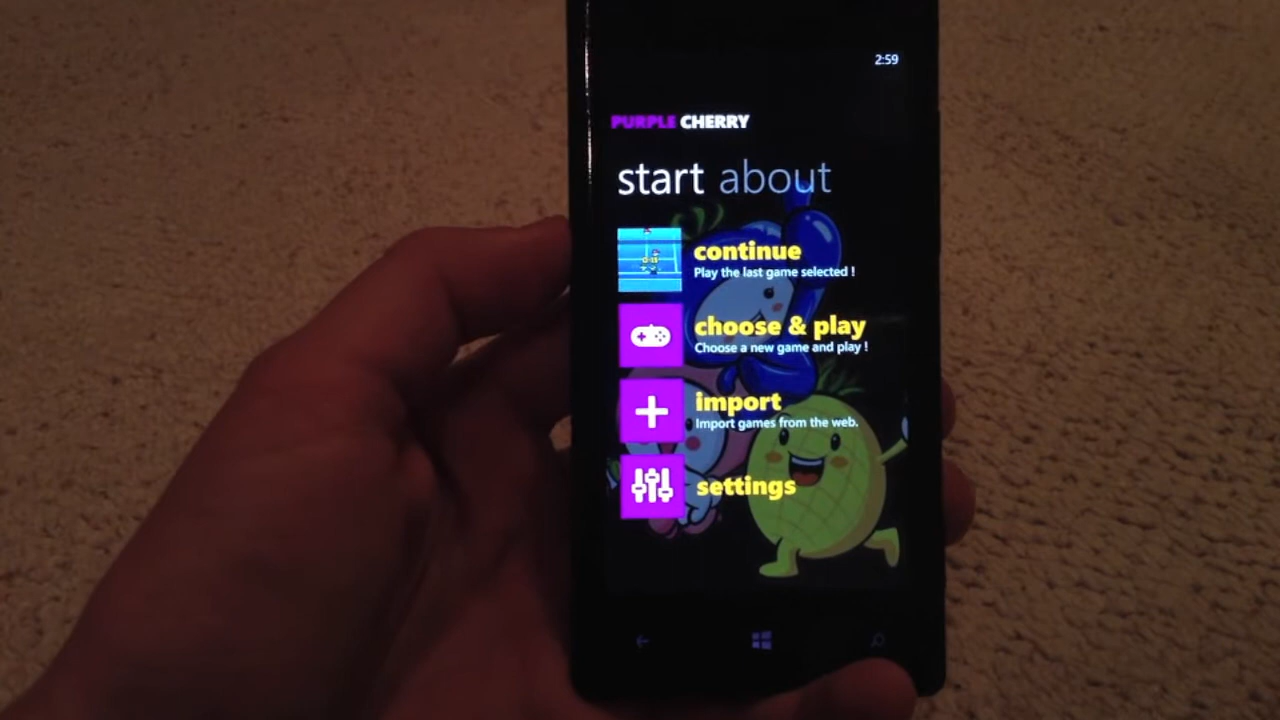 2:59
PURPLE CHERRY
start about
continue
Play the last game selected !
choose & play
Choose a new game and play !
import
Import games from the web.
settings